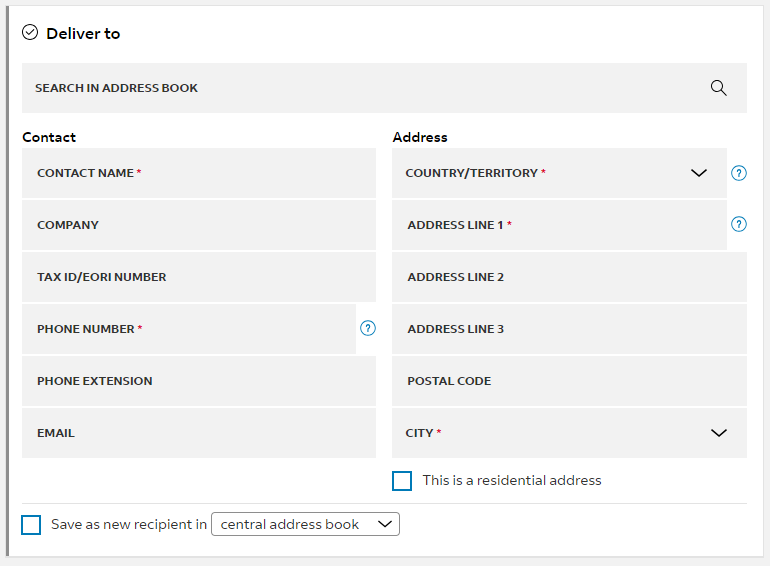 Deliver to
SEARCH IN ADDRESS BOOK
Contact
CONTACT NAME *
COMPANY
TAX ID/EORI NUMBER
PHONE NUMBER *
?
PHONE EXTENSION
EMAIL
Address
COUNTRY/TERRITORY *
?
ADDRESS LINE 1 *
?
ADDRESS LINE 2
ADDRESS LINE 3
POSTAL CODE
CITY *
This is a residential address
Save as new recipient in central address book